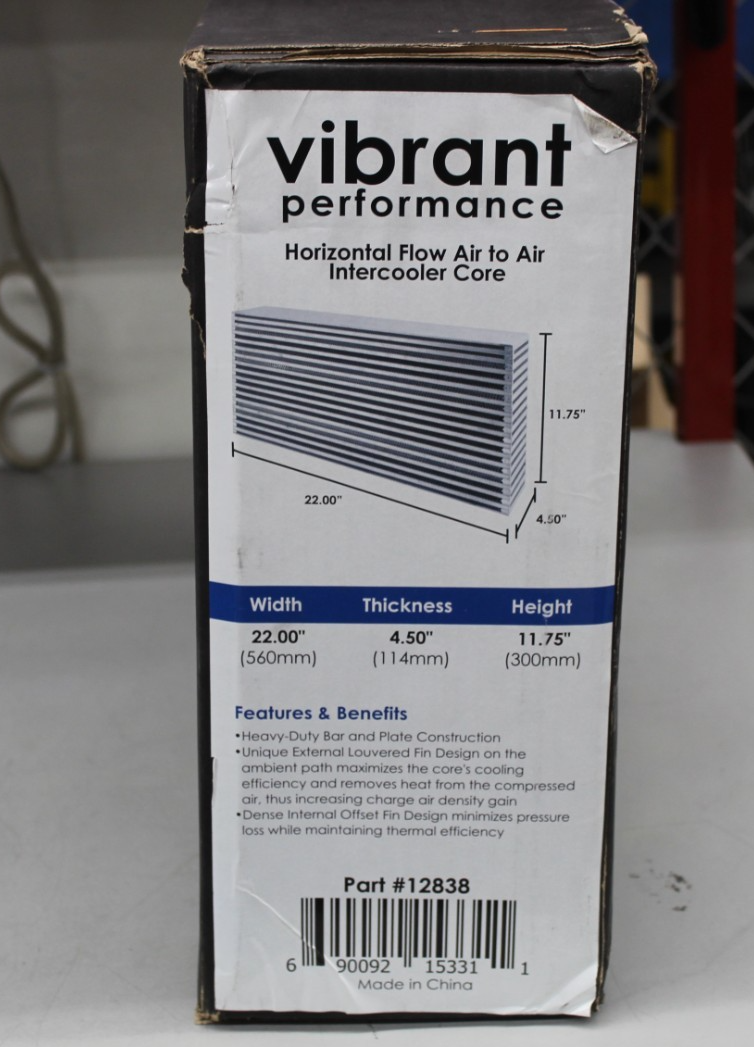 vibrant
performance
Horizontal Flow Air to Air
Intercooler Core
11.75"
22.00"
4.50"
Width Thickness Height
22.00" 4.50" 11.75"
(560mm) (114mm) (300mm)
Features & Benefits
•Heavy-Duty Bar and Plate Construction
•Unique External Louvered Fin Design on the
ambient path maximizes the core's cooling
efficiency and removes heat from the compressed
air, thus increasing charge air density gain
•Dense Internal Offset Fin Design minimizes pressure
loss while maintaining thermal efficiency
Part #12838
6 90092 15331 1
Made in China